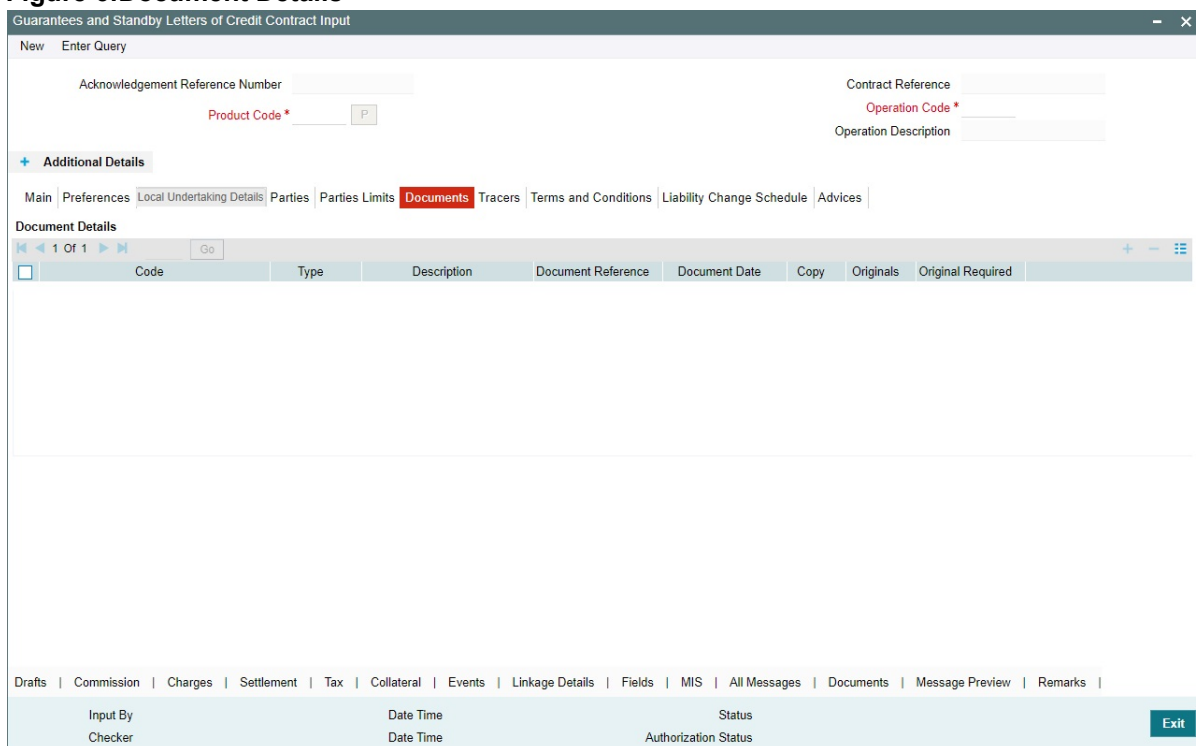 Figure 6:Document Details
Guarantees and Standby Letters of Credit Contract Input
New Enter Query
Acknowledgement Reference Number Contract Reference
Product Code * P Operation Code *
Operation Description
+ Additional Details
Main Preferences Local Undertaking Details Parties Parties Limits Documents Tracers Terms and Conditions Liability Change Schedule Advices
Document Details
1 Of 1 Go
Code Type Description Document Reference Document Date Copy Originals Original Required
Drafts | Commission | Charges | Settlement | Tax | Collateral | Events | Linkage Details | Fields | MIS | All Messages | Documents | Message Preview | Remarks |
Input By Date Time Status
Exit
Checker Date Time Authorization Status